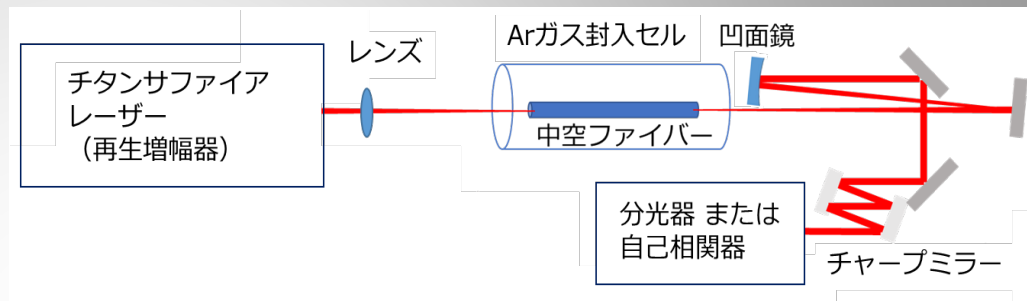 チタンサファイア
レーザー
（再生増幅器）
レンズ
Arガス封入セル
中空ファイバー
凹面鏡
分光器 または
自己相関器
チャープミラー